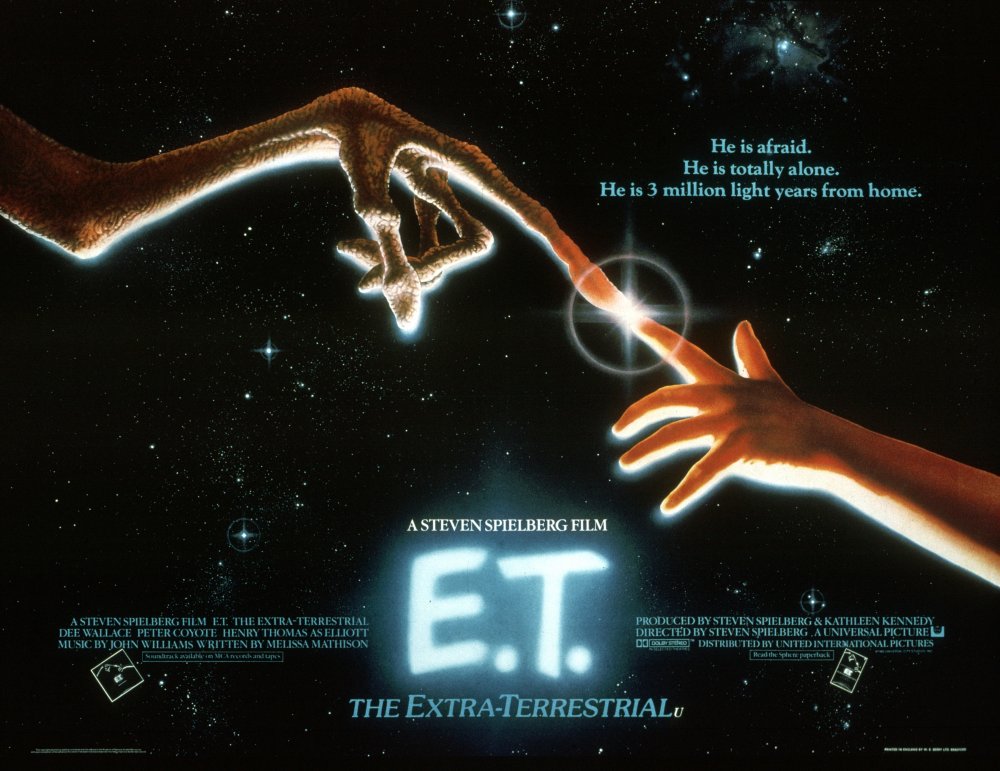 He is afraid.
He is totally alone.
He is 3 million light years from home.
A STEVEN SPIELBERG FILM
E.T.
A STEVEN SPIELBERG FILM E.T. THE EXTRA-TERRESTRIAL
DEE WALLACE PETER COYOTE HENRY THOMAS AS ELLIOTT
MUSIC BY JOHN WILLIAMS WRITTEN BY MELISSA MATHISON
Soundtrack available on MCA records and tapes
PRODUCED BY STEVEN SPIELBERG & KATHLEEN KENNEDY
DIRECTED BY STEVEN SPIELBERG . A UNIVERSAL PICTURE
DOLBY STEREO DISTRIBUTED BY UNITED INTERNATIONAL PICTURES
Read the Sphere paperback
THE EXTRA-TERRESTRIAL U